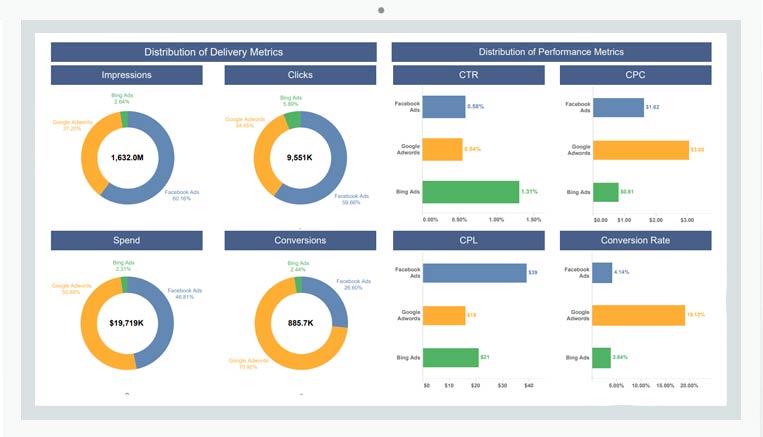 Distribution of Delivery Metrics
Distribution of Performance Metrics
Impressions
Clicks
CTR
CPC
Bing Ads
2.64%
Google Adwords
37.20%
1,632.0M
Facebook Ads
60.16%
Bing Ads
5.89%
Google Adwords
34.45%
9,551K
Facebook Ads
59.66%
Facebook
Ads
0.58%
Google
Adwords
0.54%
Bing Ads
1.31%
0.00% 0.50% 1.00% 1.50%
Facebook
Ads
$1.62
Google
Adwords
$3.05
Bing Ads
$0.81
$0.00 $1.00 $2.00 $3.00
Spend
Conversions
CPL
Conversion Rate
Bing Ads
2.31%
Google Adwords
50.88%
Facebook Ads
46.81%
$19,719K
Bing Ads
2.44%
Facebook Ads
26.60%
885.7K
Google Adwords
Facebook
Ads
$39
Google
Adwords
$16
Bing Ads
$21
$0 $10 $20 $30 $40
Facebook
Ads
4.14%
Google
Adwords
19.10%
Bing Ads
3.84%
5.00% 10.00% 15.00% 20.00%